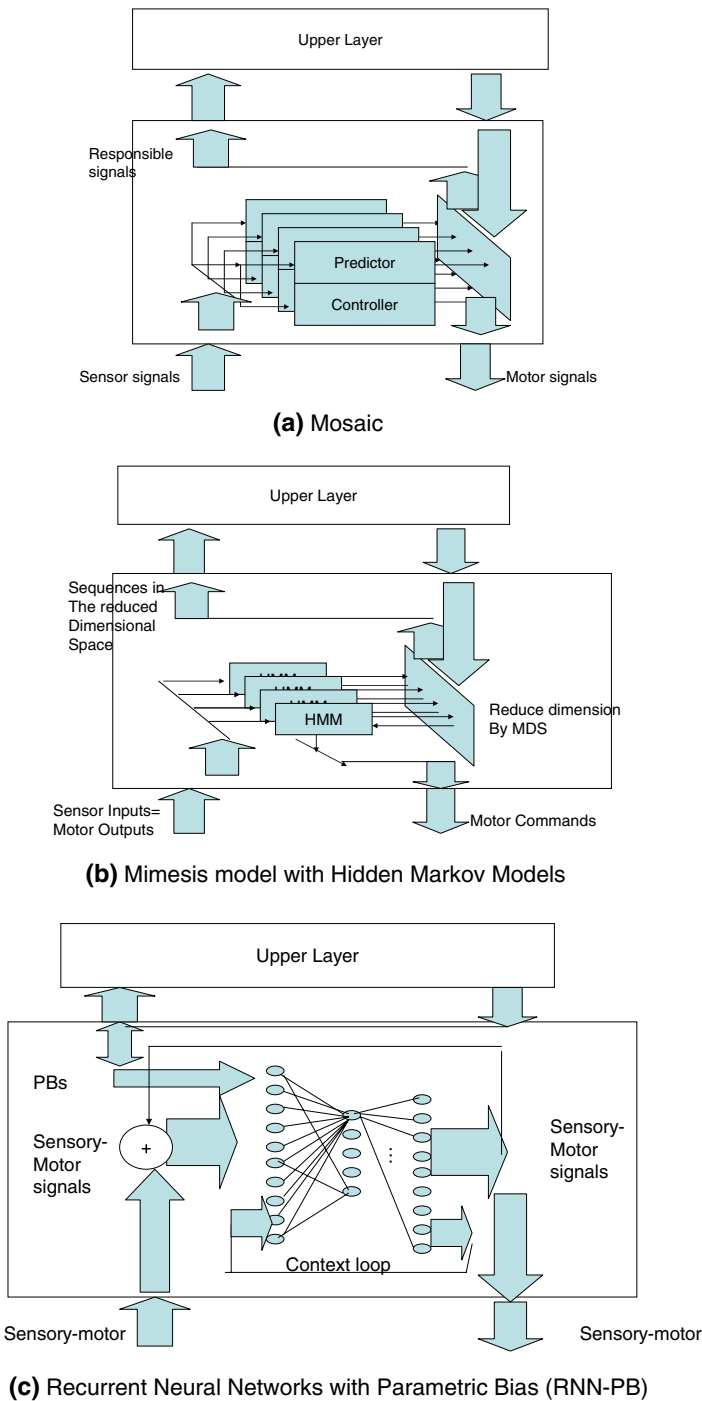 Upper Layer
Responsible
signals
Predictor
Controller
Sensor signals
Motor signals
(a) Mosaic
Upper Layer
Sequences in
The reduced
Dimensional
Space
HMM
HMM
HMM
HMM
Reduce dimension
By MDS
Sensor Inputs=
Motor Outputs
Motor Commands
(b) Mimesis model with Hidden Markov Models
Upper Layer
PBs
Sensory-
Motor
signals
+
...
Sensory-
Motor
signals
Context loop
Sensory-motor
Sensory-motor
(c) Recurrent Neural Networks with Parametric Bias (RNN-PB)